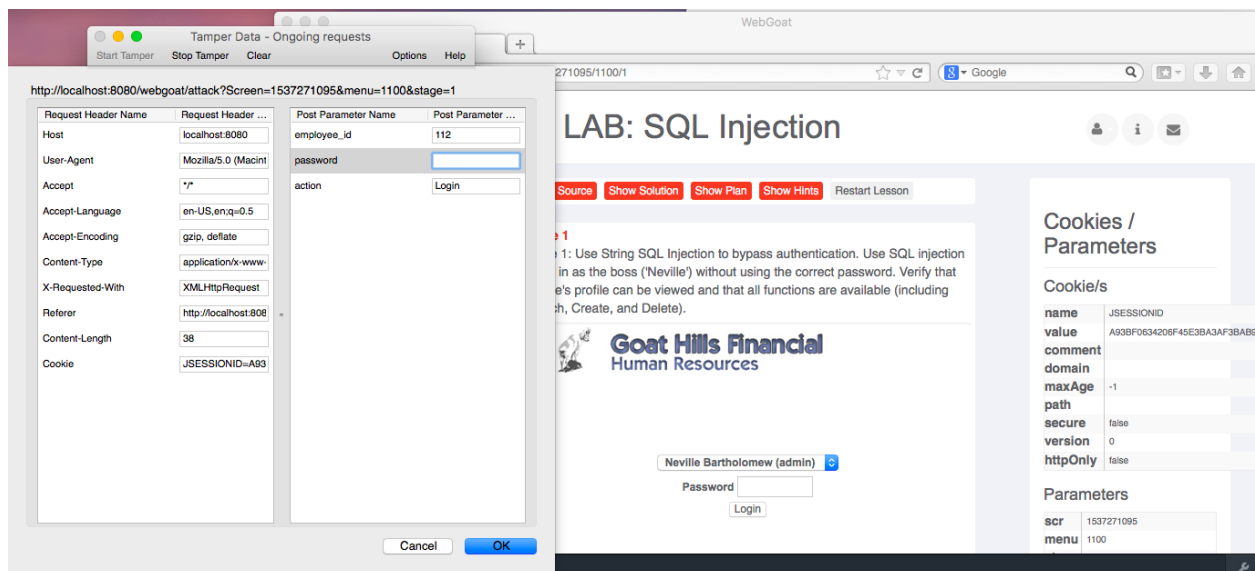 WebGoat
Tamper Data - Ongoing requests
Start Tamper Stop Tamper Clear Options Help
271095/1100/1
Google
http://localhost:8080/webgoat/attack?Screen=1537271095&menu=1100&stage=1
Request Header Name Request Header ...
Host localhost:8080
User-Agent Mozilla/5.0 (Macint
Accept */*
Accept-Language en-US,en;q=0.5
Accept-Encoding gzip, deflate
Content-Type application/x-www-
X-Requested-With XMLHttpRequest
Referer http://localhost:808
Content-Length 38
Cookie JSESSIONID=A93
Post Parameter Name Post Parameter ...
employee_id 112
password
action Login
Cancel OK
LAB: SQL Injection
Source Show Solution Show Plan Show Hints Restart Lesson
e 1
1: Use String SQL Injection to bypass authentication. Use SQL injection
in as the boss ('Neville') without using the correct password. Verify that
e's profile can be viewed and that all functions are available (including
ch, Create, and Delete).
Goat Hills Financial
Human Resources
Neville Bartholomew (admin)
Password
Login
Cookies /
Parameters
Cookie/s
name JSESSIONID
value A93BF0634206F45E3BA3AF3BAB9
comment
domain
maxAge -1
path
secure false
version 0
httpOnly false
Parameters
scr 1537271095
menu 1100